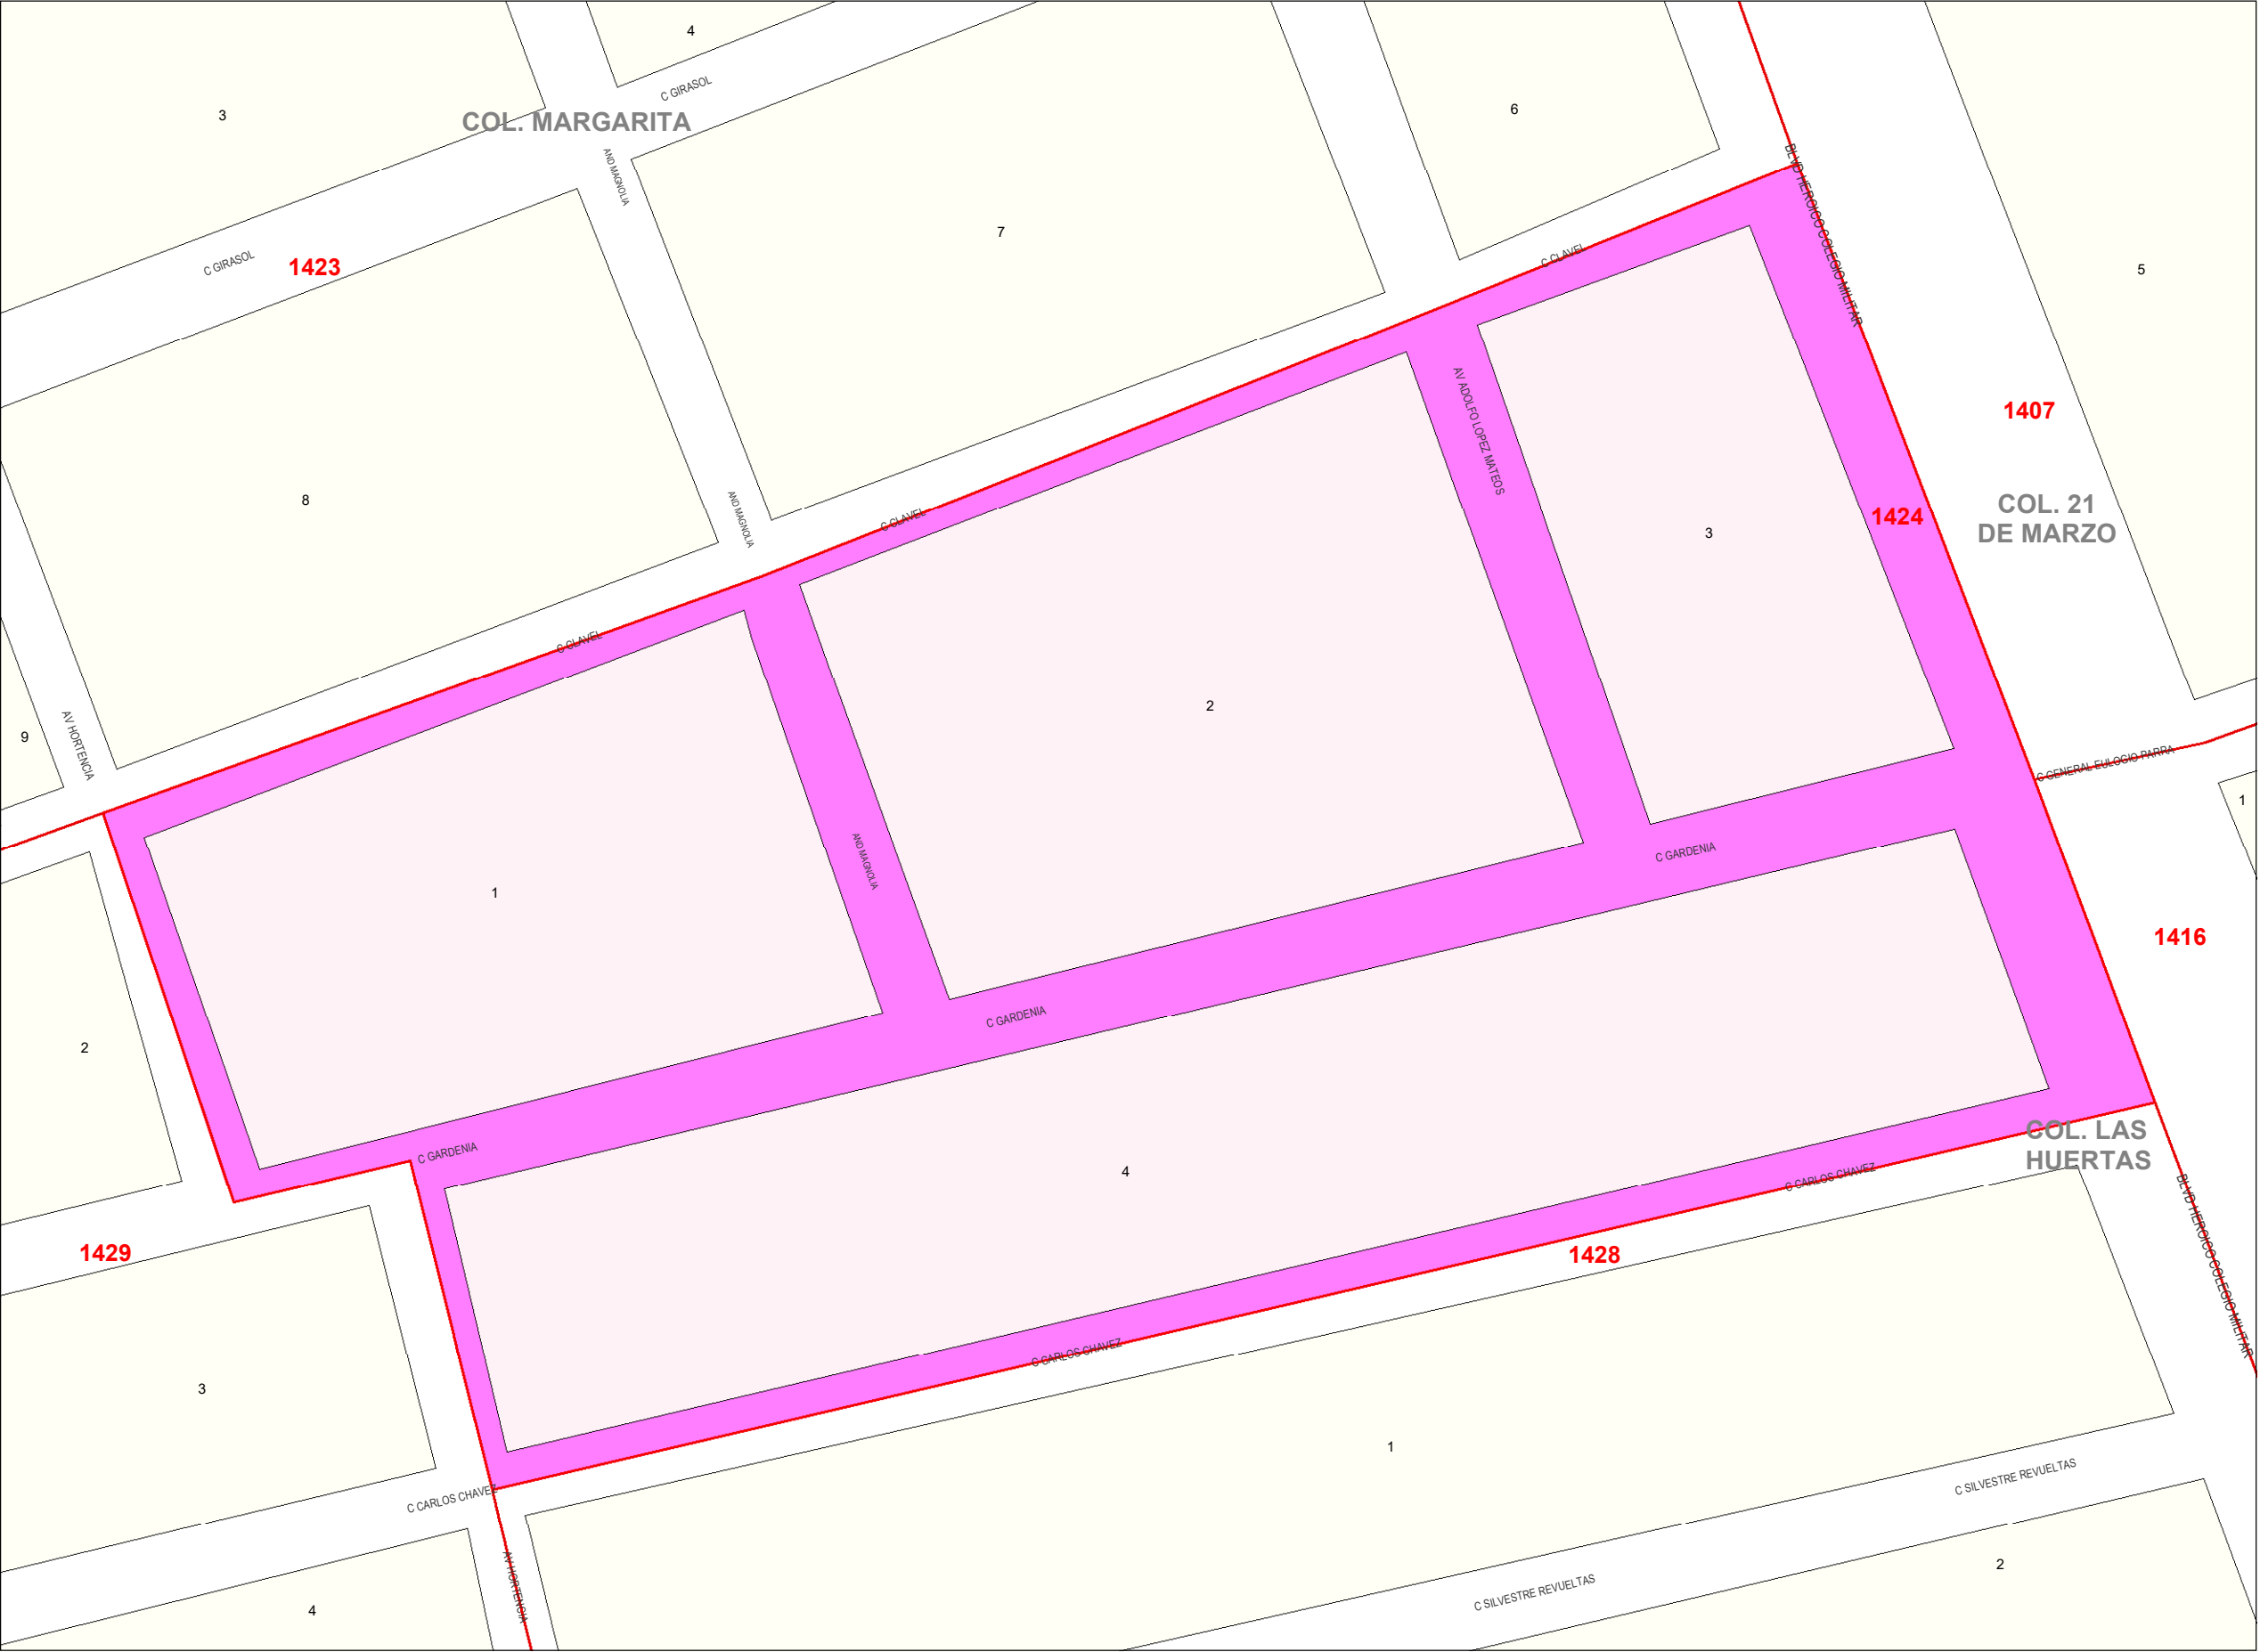 4
C GIRASOL
3
COL. MARGARITA
6
AND MAGNOLIA
BLVD HEROICO COLEGIO MILITAR
7
C GIRASOL
1423
C CLAVEL
5
AV ADOLFO LOPEZ MATEOS
1407
8
AND MAGNOLIA
C CLAVEL
1424
COL. 21
DE MARZO
3
C CLAVEL
2
9
AV HORTENCIA
C GENERAL EULOGIO PARRA
1
C GARDENIA
AND MAGNOLIA
1
1416
C GARDENIA
2
COL. LAS
HUERTAS
C GARDENIA
4
C CARLOS CHAVEZ
BLVD HEROICO COLEGIO MILITAR
1429
1428
C CARLOS CHAVEZ
3
1
C SILVESTRE REVUELTAS
C CARLOS CHAVEZ
2
AV HORTENCIA
C SILVESTRE REVUELTAS
4